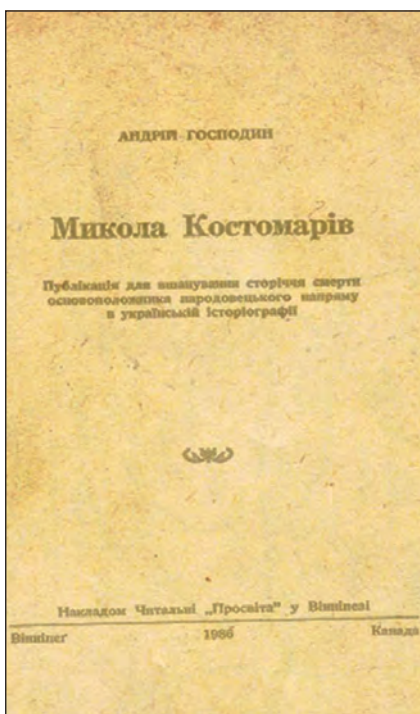 АНДРІЙ ГОСПОДИН
Микола Костомарів
Публікація для вшанування сторіччя смерти
основоположника народовецького напряму
в українській історіографії
Накладом Читальні „Просвіта” у Вінніпезі
Вінніпеґ 1986 Канада